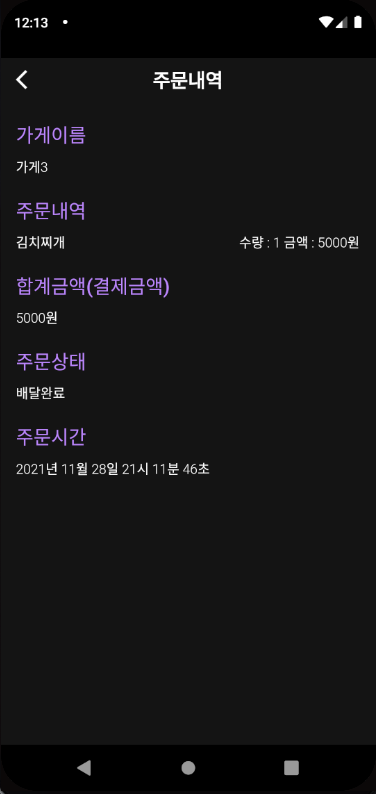 12:13
주문내역
가게이름
가게3
주문내역
김치찌개 수량 : 1 금액 : 5000원
합계금액(결제금액)
5000원
주문상태
배달완료
주문시간
2021년 11월 28일 21시 11분 46초